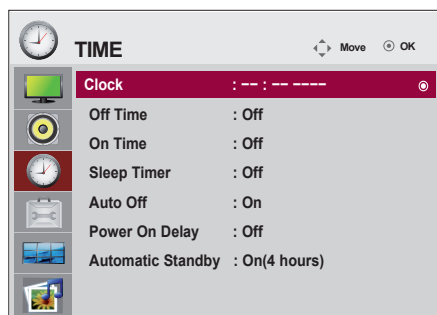 TIME Move OK
Clock : -- : -- ----
Off Time : Off
On Time : Off
Sleep Timer : Off
Auto Off : On
Power On Delay : Off
Automatic Standby : On(4 hours)